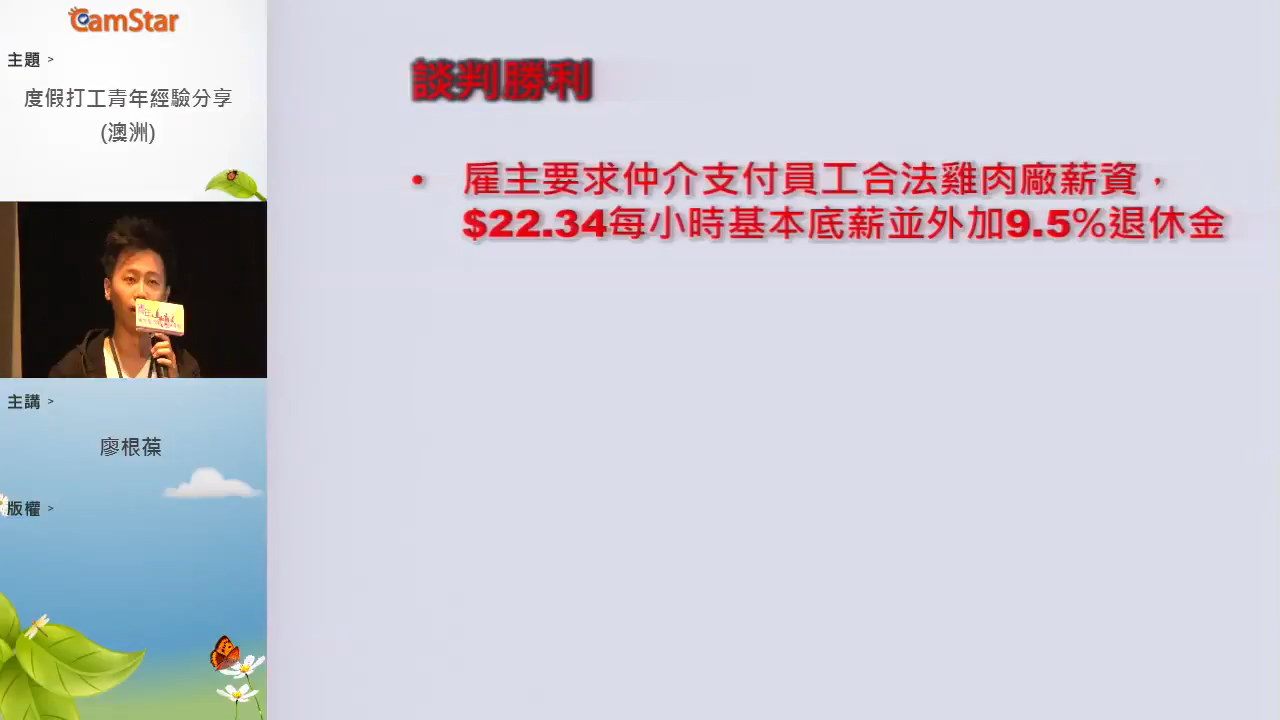 CamStar
主題 >
度假打工青年經驗分享
(澳洲)
主講 >
廖根葆
版權 >
談判勝利
• 雇主要求仲介支付員工合法雞肉廠薪資，
$22.34每小時基本底薪並外加9.5%退休金